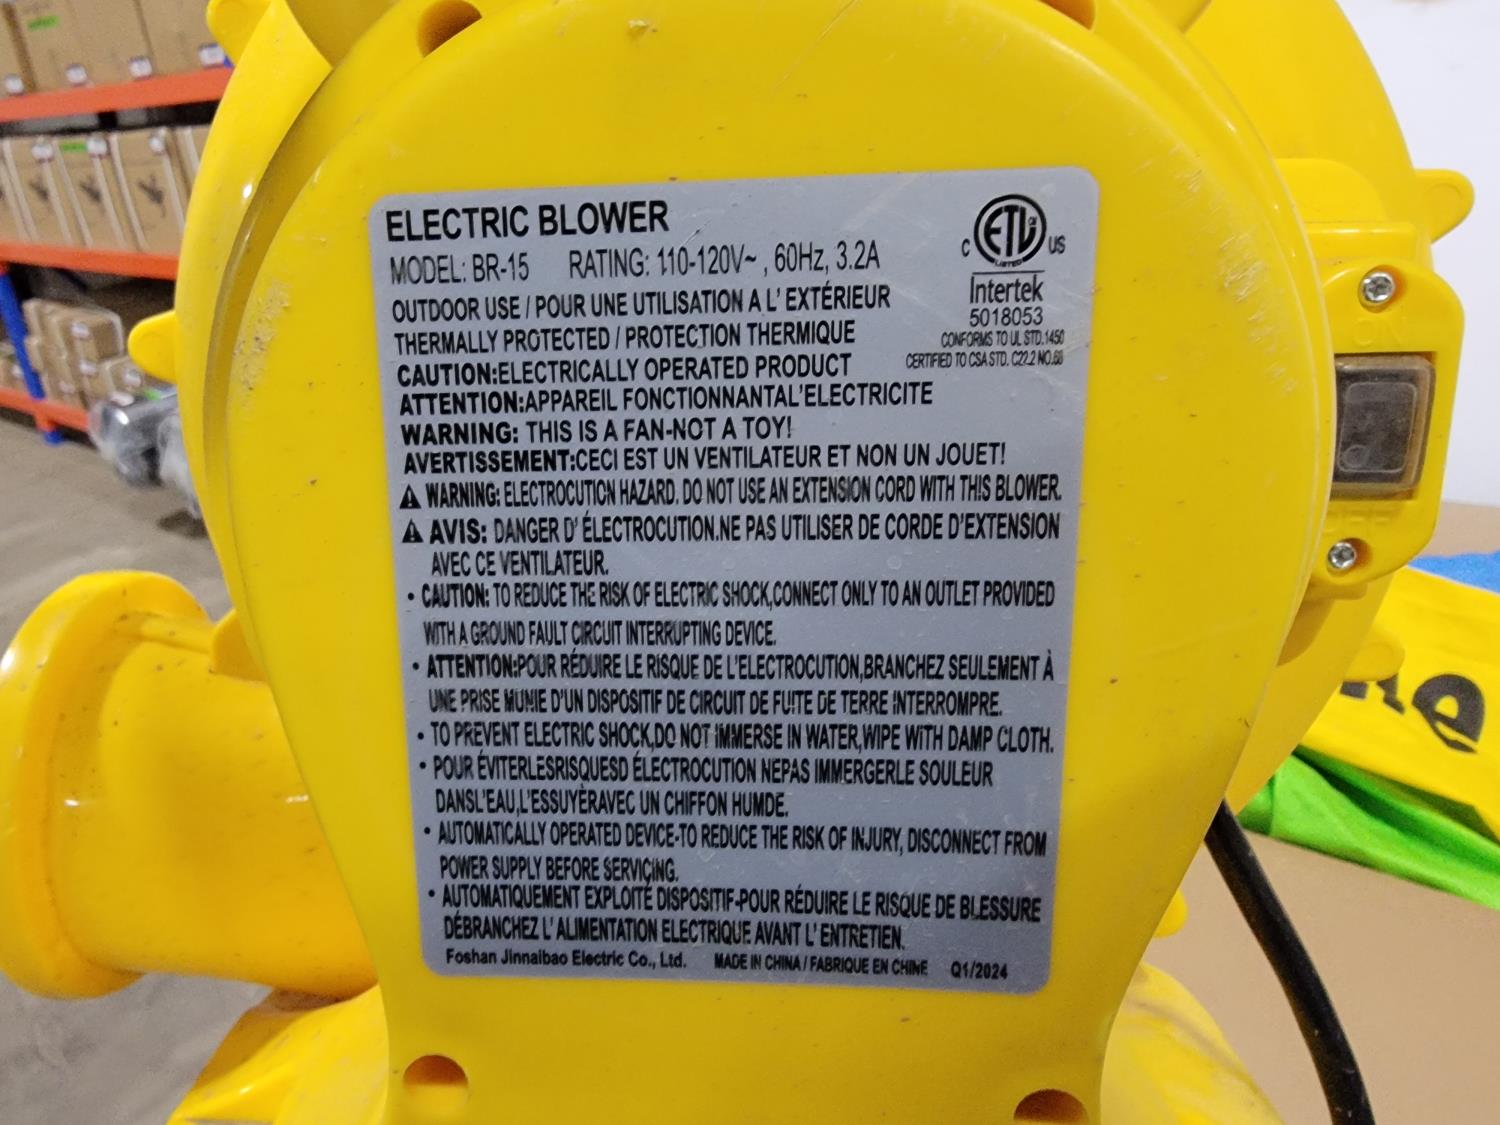 ELECTRIC BLOWER
MODEL: BR-15 RATING: 110-120V~ , 60Hz, 3.2A
OUTDOOR USE / POUR UNE UTILISATION A L' EXTÉRIEUR
THERMALLY PROTECTED / PROTECTION THERMIQUE
CAUTION:ELECTRICALLY OPERATED PRODUCT
ATTENTION:APPAREIL FONCTIONNANTAL'ELECTRICITE
WARNING: THIS IS A FAN-NOT A TOY!
AVERTISSEMENT:CECI EST UN VENTILATEUR ET NON UN JOUET!
⚠ WARNING: ELECTROCUTION HAZARD. DO NOT USE AN EXTENSION CORD WITH THIS BLOWER.
⚠ AVIS: DANGER D' ÉLECTROCUTION.NE PAS UTILISER DE CORDE D'EXTENSION
AVEC CE VENTILATEUR.
• CAUTION: TO REDUCE THE RISK OF ELECTRIC SHOCK,CONNECT ONLY TO AN OUTLET PROVIDED
WITH A GROUND FAULT CIRCUIT INTERRUPTING DEVICE.
• ATTENTION:POUR RÉDUIRE LE RISQUE DE L'ELECTROCUTION,BRANCHEZ SEULEMENT À
UNE PRISE MUNIE D'UN DISPOSITIF DE CIRCUIT DE FUITE DE TERRE INTERROMPRE.
• TO PREVENT ELECTRIC SHOCK,DO NOT IMMERSE IN WATER,WIPE WITH DAMP CLOTH.
• POUR ÉVITERLESRISQUESD ÉLECTROCUTION NEPAS IMMERGERLE SOULEUR
DANSL'EAU,L'ESSUYERAVEC UN CHIFFON HUMDE.
• AUTOMATICALLY OPERATED DEVICE-TO REDUCE THE RISK OF INJURY, DISCONNECT FROM
POWER SUPPLY BEFORE SERVICING.
• AUTOMATIQUEMENT EXPLOITÉ DISPOSITIF-POUR RÉDUIRE LE RISQUE DE BLESSURE
DÉBRANCHEZ L' ALIMENTATION ELECTRIQUE AVANT L' ENTRETIEN.
Foshan Jinnaibao Electric Co., Ltd. MADE IN CHINA / FABRIQUE EN CHINE Q1/2024
C ETL US
LISTED
Intertek
5018053
CONFORMS TO UL STD.1450
CERTIFIED TO CSA STD. C22.2 NO.68
ON
OFF